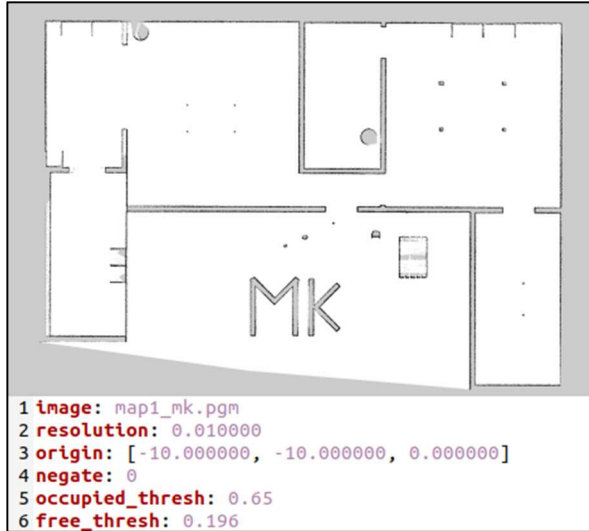 MK
1 image: map1_mk.pgm
2 resolution: 0.010000
3 origin: [-10.000000, -10.000000, 0.000000]
4 negate: 0
5 occupied_thresh: 0.65
6 free_thresh: 0.196